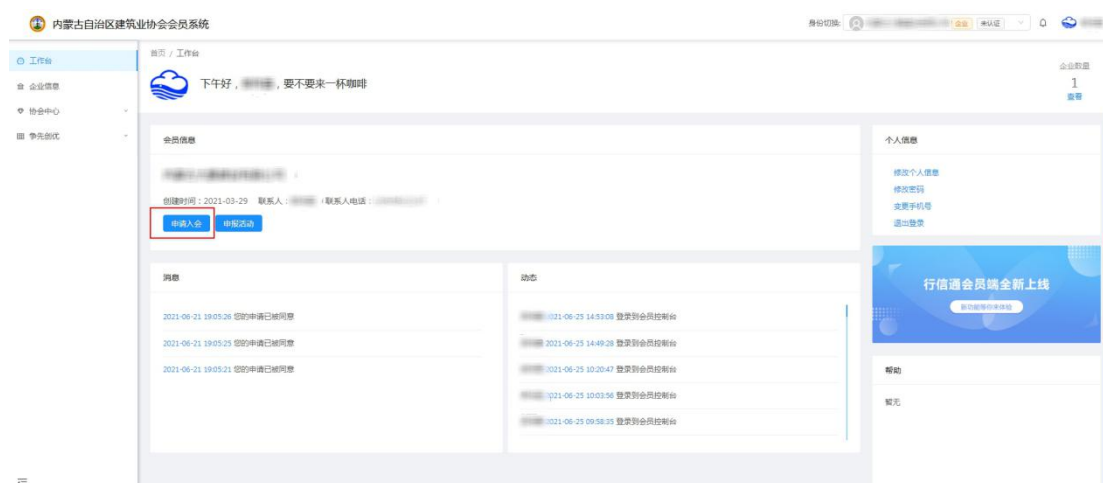 内蒙古自治区建筑业协会会员系统
身份切换:
企业 未认证
工作台
企业信息
协会中心
争先创优
首页 / 工作台
下午好， ，要不要来一杯咖啡
企业数量
1
查看
会员信息
创建时间：2021-03-29 联系人： 联系人电话：
申请入会 申报活动
个人信息
修改个人信息
修改密码
变更手机号
退出登录
行信通会员端全新上线
新功能等你来体验
消息
2021-06-21 19:05:26 您的申请已被同意
2021-06-21 19:05:25 您的申请已被同意
2021-06-21 19:05:21 您的申请已被同意
动态
2021-06-25 14:53:08 登录到会员控制台
2021-06-25 14:49:28 登录到会员控制台
2021-06-25 10:20:47 登录到会员控制台
2021-06-25 10:03:56 登录到会员控制台
2021-06-25 09:58:35 登录到会员控制台
帮助
暂无